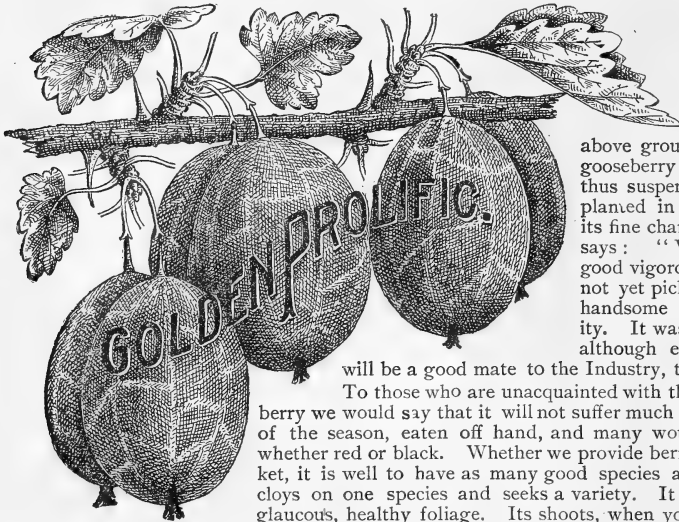 GOLDEN PROLIFIC.
above grou
gooseberry
thus suspen
planted in
its fine char
says : " V
good vigoro
not yet pick
handsome
ity. It was
although e
will be a good mate to the Industry, t
To those who are unacquainted with th
berry we would say that it will not suffer much
of the season, eaten off hand, and many wou
whether red or black. Whether we provide berr
ket, it is well to have as many good species a
cloys on one species and seeks a variety. It
glaucous, healthy foliage. Its shoots, when yo